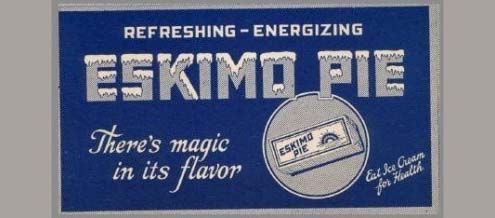 REFRESHING - ENERGIZING
ESKIMO PIE
There's magic
in its flavor
ESKIMO
PIE
Eat Ice Cream
for Health